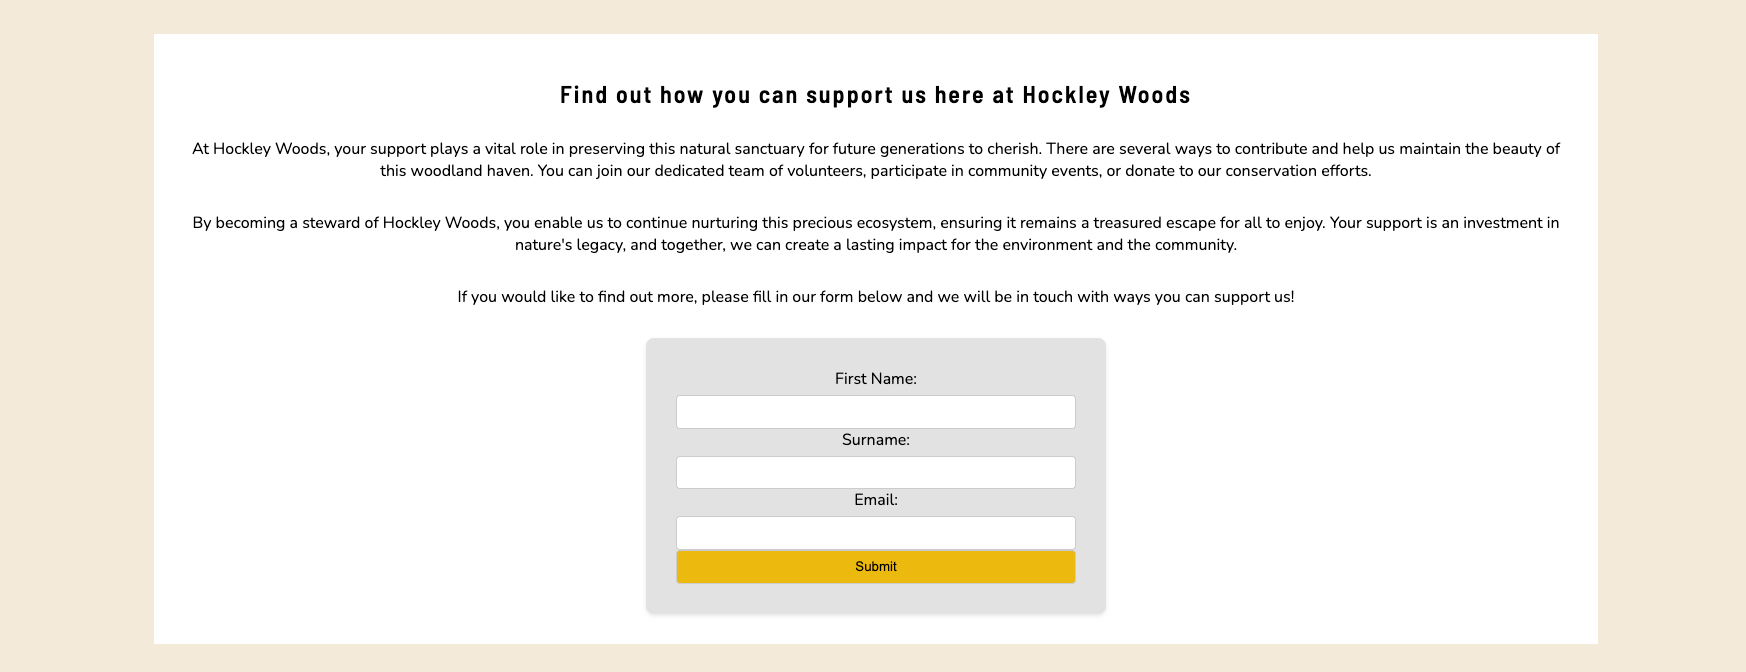 Find out how you can support us here at Hockley Woods
At Hockley Woods, your support plays a vital role in preserving this natural sanctuary for future generations to cherish. There are several ways to contribute and help us maintain the beauty of
this woodland haven. You can join our dedicated team of volunteers, participate in community events, or donate to our conservation efforts.
By becoming a steward of Hockley Woods, you enable us to continue nurturing this precious ecosystem, ensuring it remains a treasured escape for all to enjoy. Your support is an investment in
nature's legacy, and together, we can create a lasting impact for the environment and the community.
If you would like to find out more, please fill in our form below and we will be in touch with ways you can support us!
First Name:
Surname:
Email:
Submit